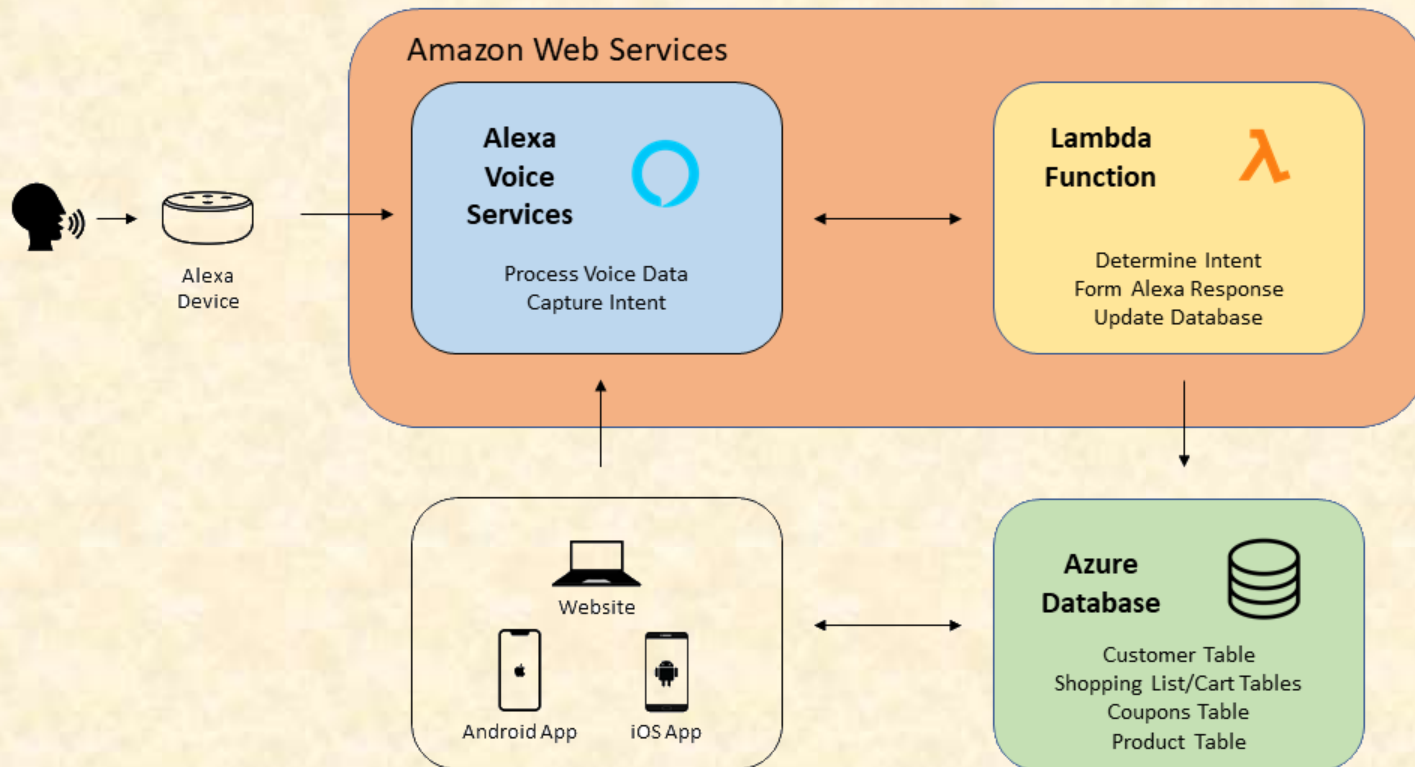 Amazon Web Services
Alexa
Voice
Services
Process Voice Data
Capture Intent
Lambda
Function
Determine Intent
Form Alexa Response
Update Database
Alexa
Device
Website
Android App
iOS App
Azure
Database
Customer Table
Shopping List/Cart Tables
Coupons Table
Product Table